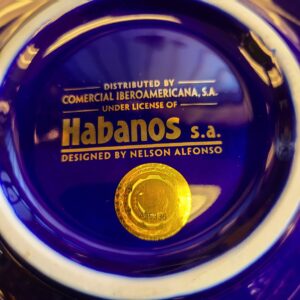 DISTRIBUTED BY
COMERCIAL IBEROAMERICANA, S.A.
UNDER LICENSE OF
Habanos s.a.
DESIGNED BY NELSON ALFONSO